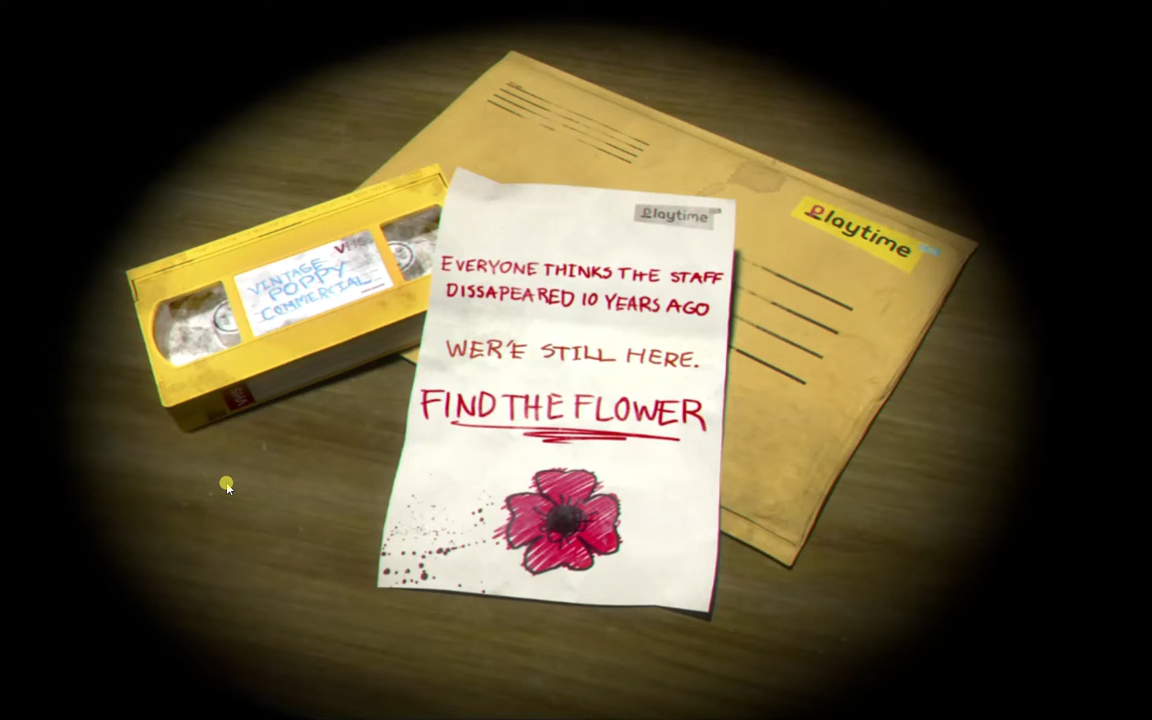 VINTAGE
POPPY
COMMERCIAL
VHS
Playtime
EVERYONE THINKS THE STAFF
DISSAPEARED 10 YEARS AGO
WER'E STILL HERE.
FIND THE FLOWER
Playtime